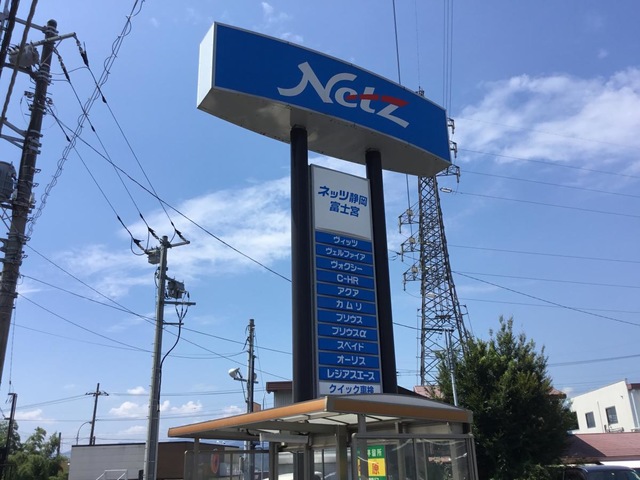 Netz
ネッツ静岡
富士宮
ヴィッツ
ヴェルファイア
ヴォクシー
C-HR
アクア
カムリ
プリウス
プリウスα
スペイド
オーリス
レジアスエース
クイック車検